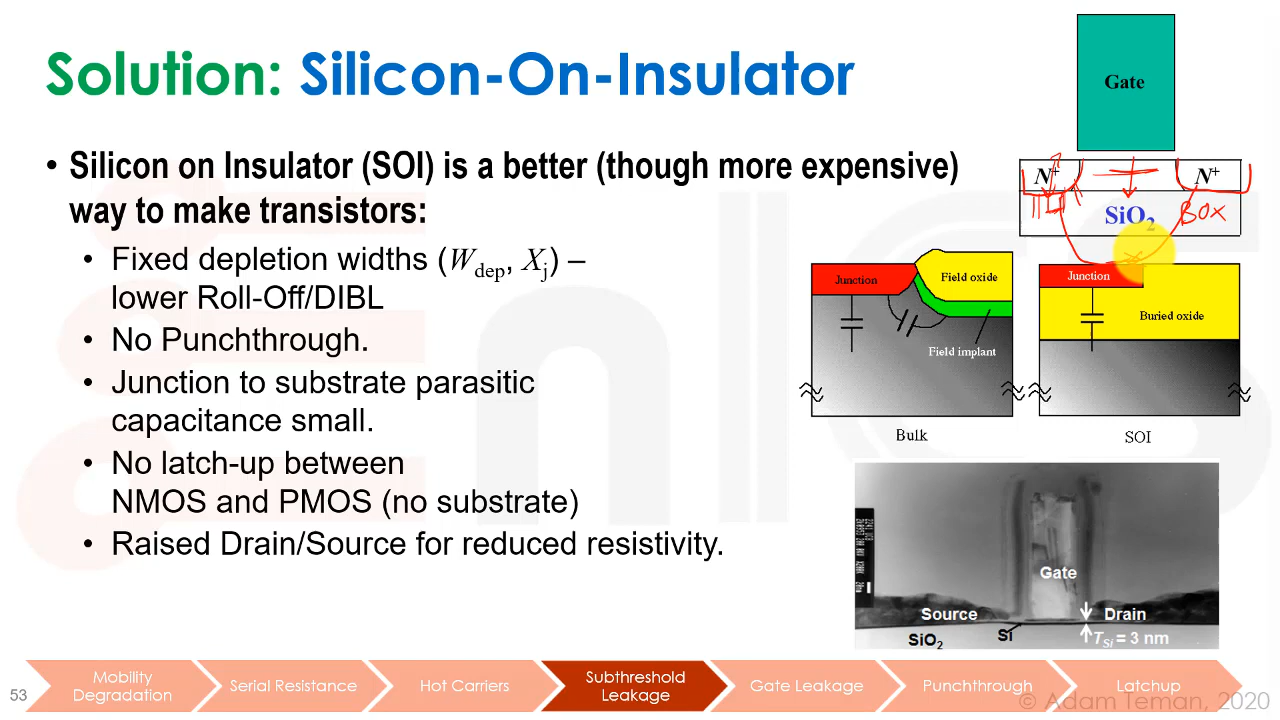 Solution: Silicon-On-Insulator
• Silicon on Insulator (SOI) is a better (though more expensive)
way to make transistors:
• Fixed depletion widths (Wdep, Xj) –
lower Roll-Off/DIBL
• No Punchthrough.
• Junction to substrate parasitic
capacitance small.
• No latch-up between
NMOS and PMOS (no substrate)
• Raised Drain/Source for reduced resistivity.
Gate
N+ N+
SiO2 BOX
Junction Field oxide
Field implant
Bulk
Junction
Buried oxide
SOI
Gate
Source Drain
SiO2 Si TSi = 3 nm
53
Mobility
Degradation
Serial Resistance
Hot Carriers
Subthreshold
Leakage
Gate Leakage
Punchthrough
Latchup
© Adam Teman, 2020